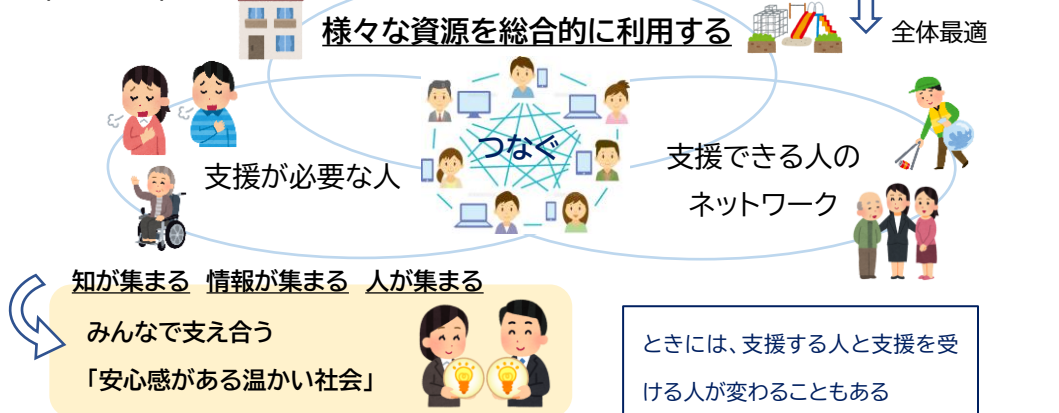 様々な資源を総合的に利用する
全体最適
つなぐ
支援が必要な人
支援できる人の
ネットワーク
知が集まる 情報が集まる 人が集まる
みんなで支え合う
「安心感がある温かい社会」
ときには、支援する人と支援を受
ける人が変わることもある